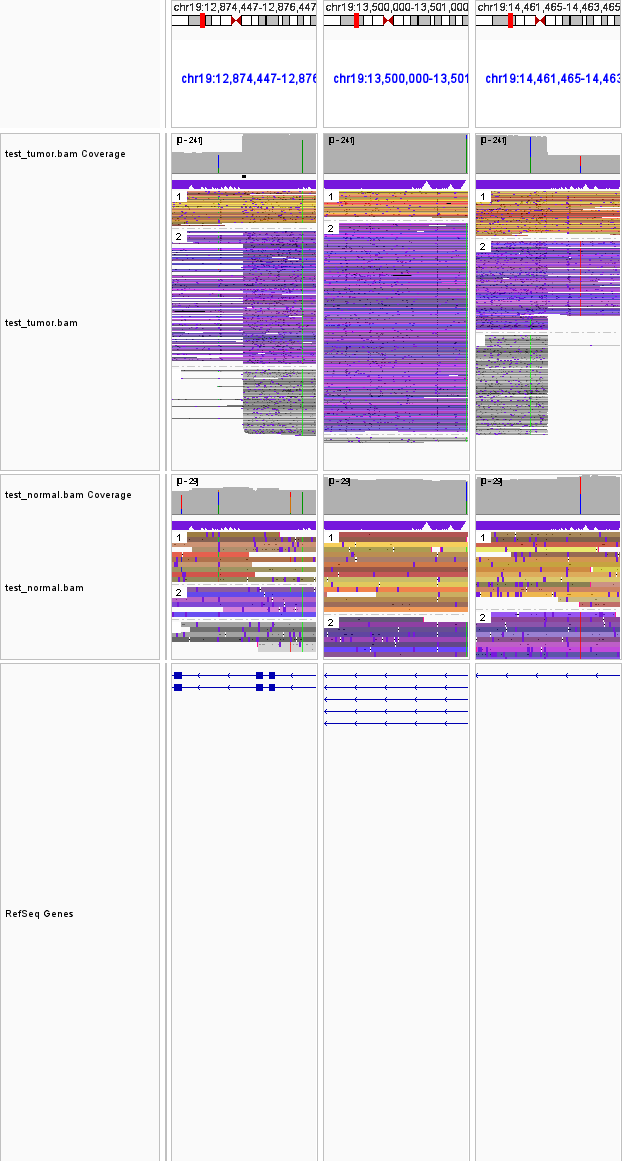 chr19:12,874,447-12,876,447
chr19:13,500,000-13,501,000
chr19:14,461,465-14,463,465
chr19:12,874,447-12,876
chr19:13,500,000-13,501
chr19:14,461,465-14,463
test_tumor.bam Coverage
[0 - 241]
[0 - 241]
[0 - 241]
test_tumor.bam
1
1
1
2
2
2
test_normal.bam Coverage
[0 - 29]
[0 - 29]
[0 - 29]
test_normal.bam
1
1
1
2
2
2
RefSeq Genes